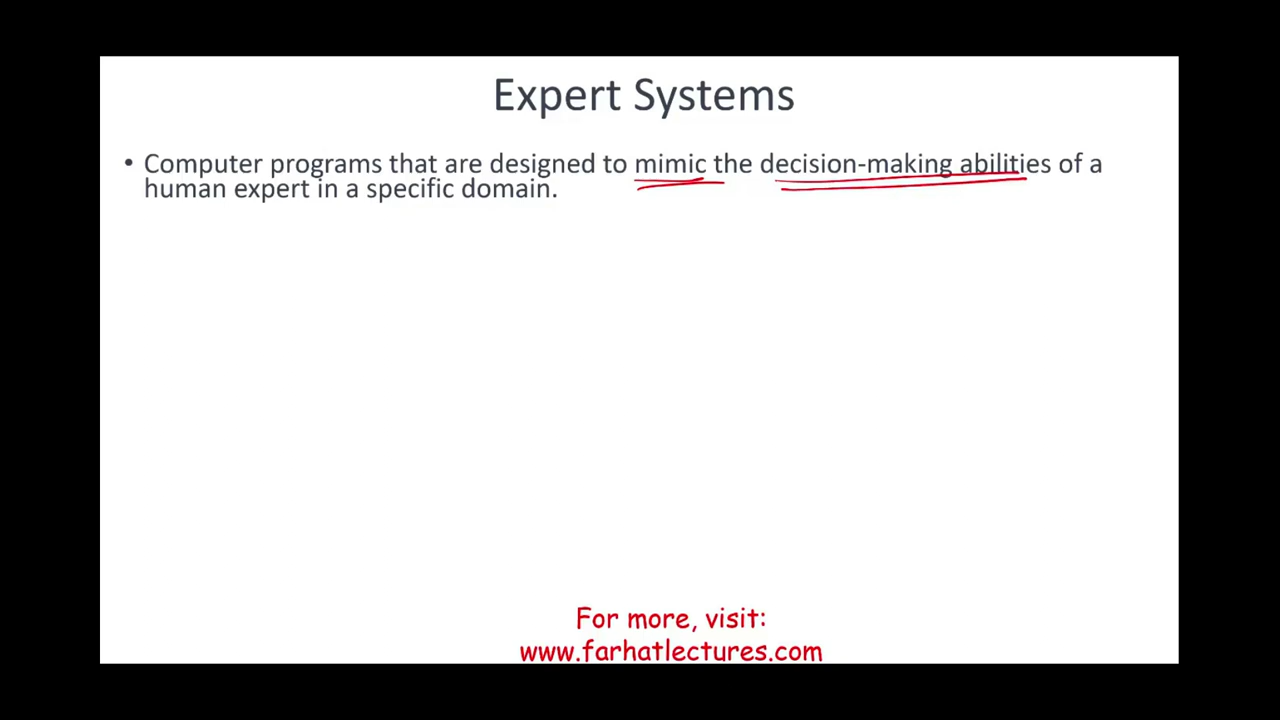 Expert Systems
• Computer programs that are designed to mimic the decision-making abilities of a
human expert in a specific domain.
For more, visit:
www.farhatlectures.com